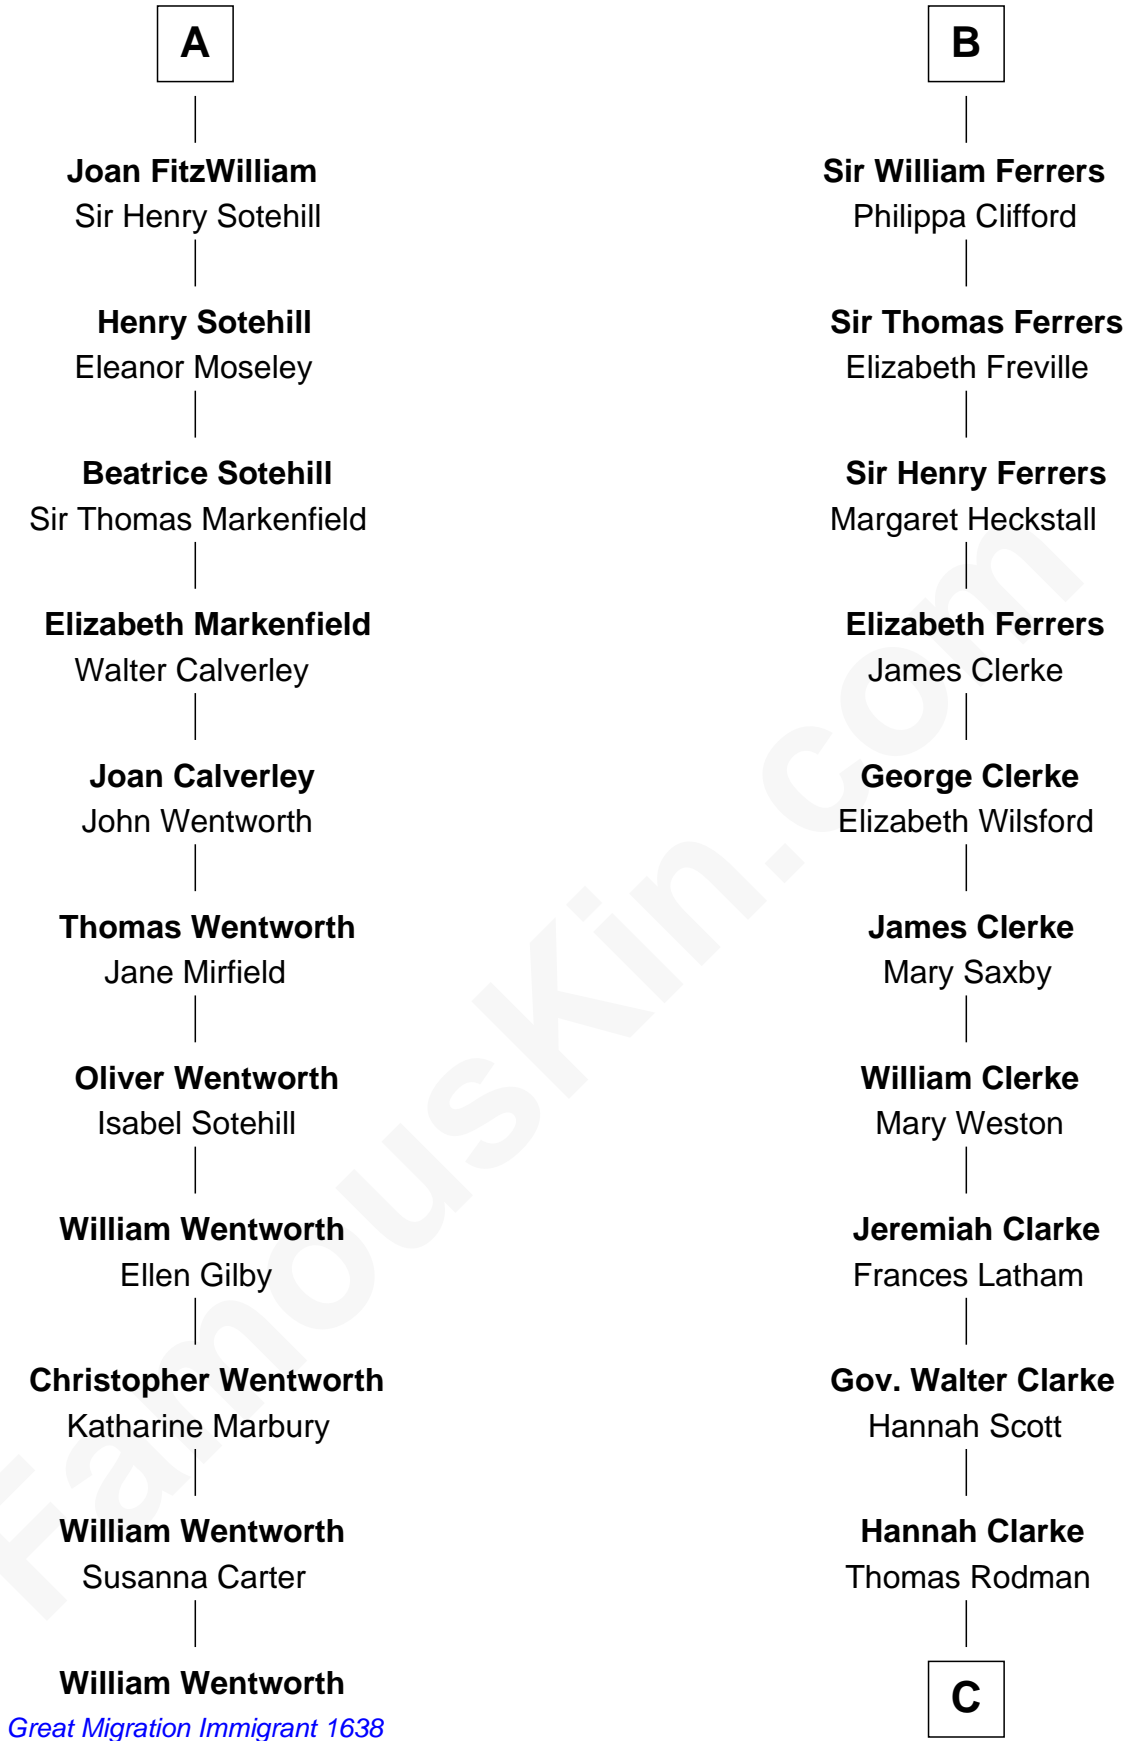 A
Joan FitzWilliam
Sir Henry Sotehill
Henry Sotehill
Eleanor Moseley
Beatrice Sotehill
Sir Thomas Markenfield
Elizabeth Markenfield
Walter Calverley
Joan Calverley
John Wentworth
Thomas Wentworth
Jane Mirfield
Oliver Wentworth
Isabel Sotehill
William Wentworth
Ellen Gilby
Christopher Wentworth
Katharine Marbury
William Wentworth
Susanna Carter
William Wentworth
Great Migration Immigrant 1638
B
Sir William Ferrers
Philippa Clifford
Sir Thomas Ferrers
Elizabeth Freville
Sir Henry Ferrers
Margaret Heckstall
Elizabeth Ferrers
James Clerke
George Clerke
Elizabeth Wilsford
James Clerke
Mary Saxby
William Clerke
Mary Weston
Jeremiah Clarke
Frances Latham
Gov. Walter Clarke
Hannah Scott
Hannah Clarke
Thomas Rodman
C
FamousKin.com